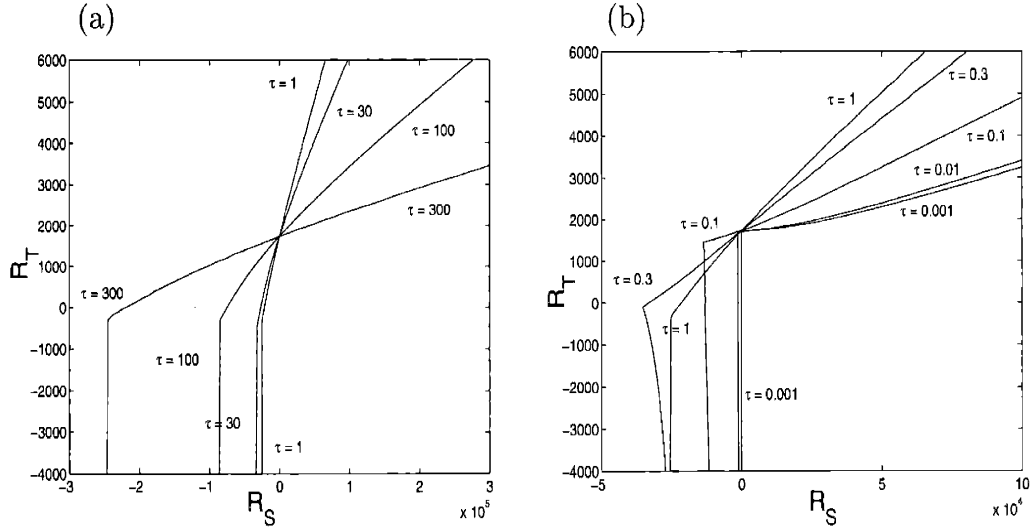 (a)
6000
5000
4000
3000
2000
1000
0
−1000
−2000
−3000
−4000
R_T
τ = 1
τ = 30
τ = 100
τ = 300
τ = 300
τ = 100
τ = 30
τ = 1
−3 −2 −1 0 1 2 3
R_S
x 10^5
(b)
6000
5000
4000
3000
2000
1000
0
−1000
−2000
−3000
−4000
R_T
τ = 1
τ = 0.3
τ = 0.1
τ = 0.01
τ = 0.001
τ = 0.1
τ = 0.3
τ = 1
τ = 0.001
−5 0 5 10
R_S
x 10^4